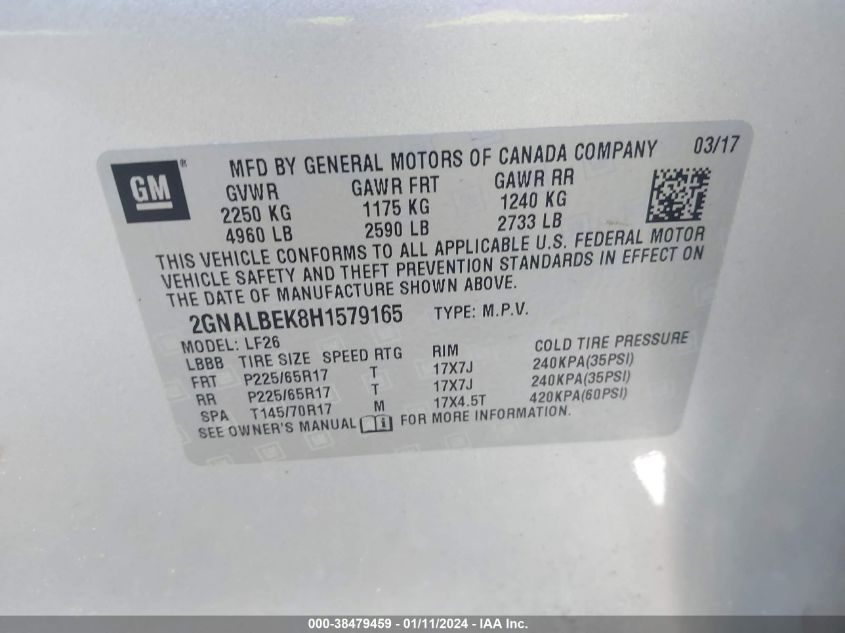 GM ® MFD BY GENERAL MOTORS OF CANADA COMPANY 03/17
GVWR GAWR FRT GAWR RR
2250 KG 1175 KG 1240 KG
4960 LB 2590 LB 2733 LB
THIS VEHICLE CONFORMS TO ALL APPLICABLE U.S. FEDERAL MOTOR
VEHICLE SAFETY AND THEFT PREVENTION STANDARDS IN EFFECT ON
THE DATE OF MANUFACTURE SHOWN ABOVE.
2GNALBEK8H1579165 TYPE: M.P.V.
MODEL: LF26
LBBB TIRE SIZE SPEED RTG RIM COLD TIRE PRESSURE
FRT P225/65R17 T 17X7J 240KPA(35PSI)
RR P225/65R17 T 17X7J 240KPA(35PSI)
SPA T145/70R17 M 17X4.5T 420KPA(60PSI)
SEE OWNER'S MANUAL i FOR MORE INFORMATION.
000-38479459 - 01/11/2024 - IAA Inc.